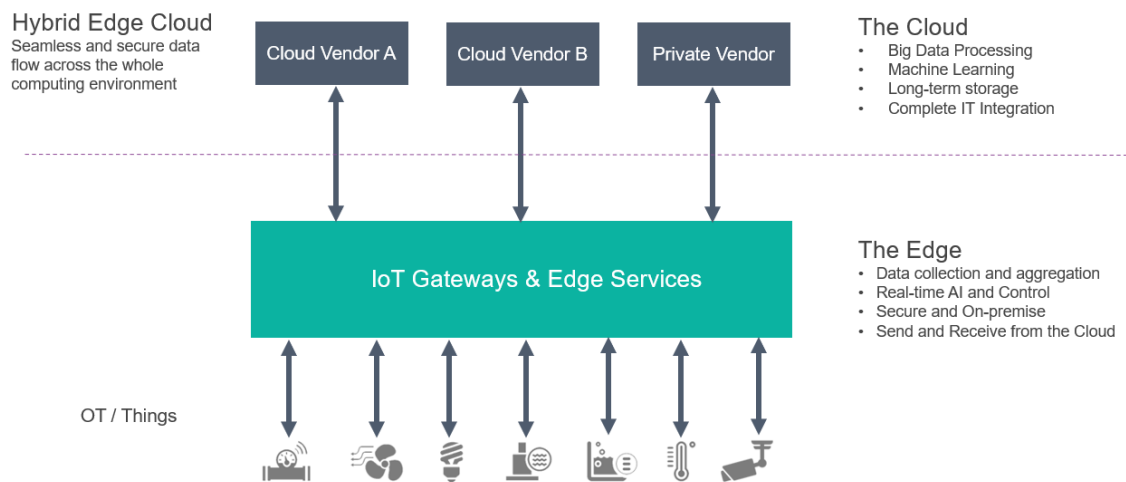 Hybrid Edge Cloud
Seamless and secure data
flow across the whole
computing environment
Cloud Vendor A
Cloud Vendor B
Private Vendor
The Cloud
• Big Data Processing
• Machine Learning
• Long-term storage
• Complete IT Integration
IoT Gateways & Edge Services
The Edge
• Data collection and aggregation
• Real-time AI and Control
• Secure and On-premise
• Send and Receive from the Cloud
OT / Things